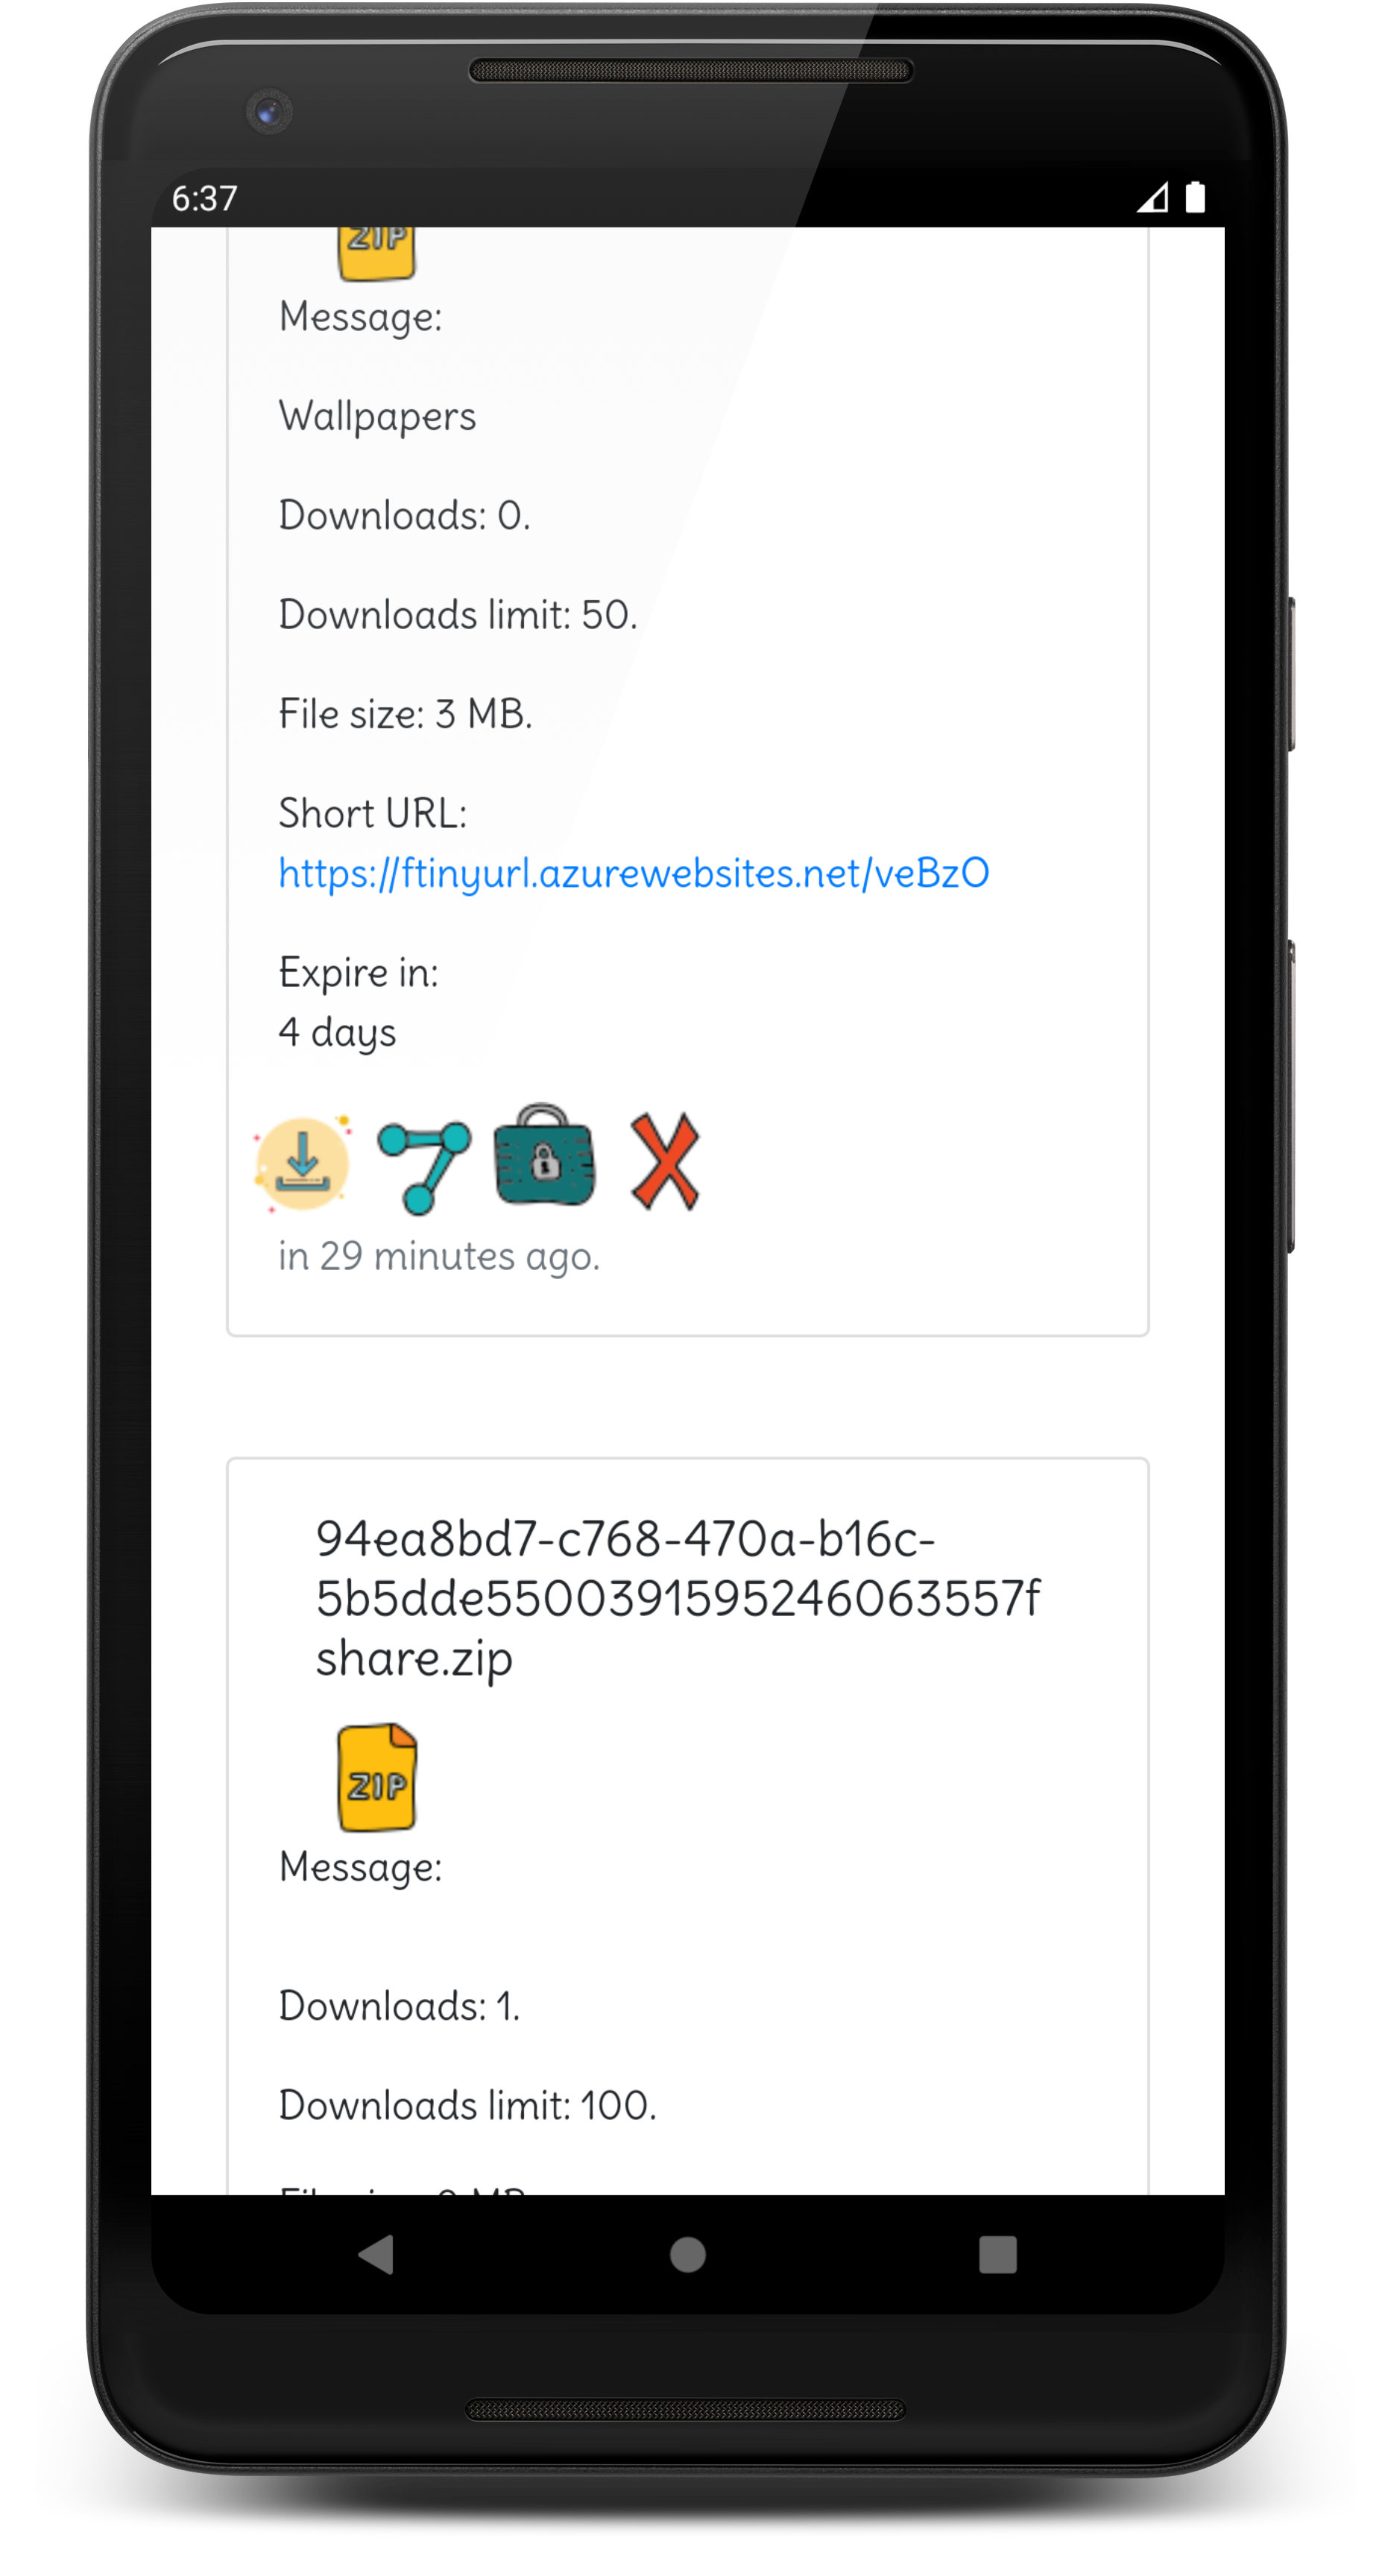 6:37
ZIP
Message:
Wallpapers
Downloads: 0.
Downloads limit: 50.
File size: 3 MB.
Short URL:
https://ftinyurl.azurewebsites.net/veBzO
Expire in:
4 days
in 29 minutes ago.
94ea8bd7-c768-470a-b16c-
5b5dde5500391595246063557f
share.zip
ZIP
Message:
Downloads: 1.
Downloads limit: 100.